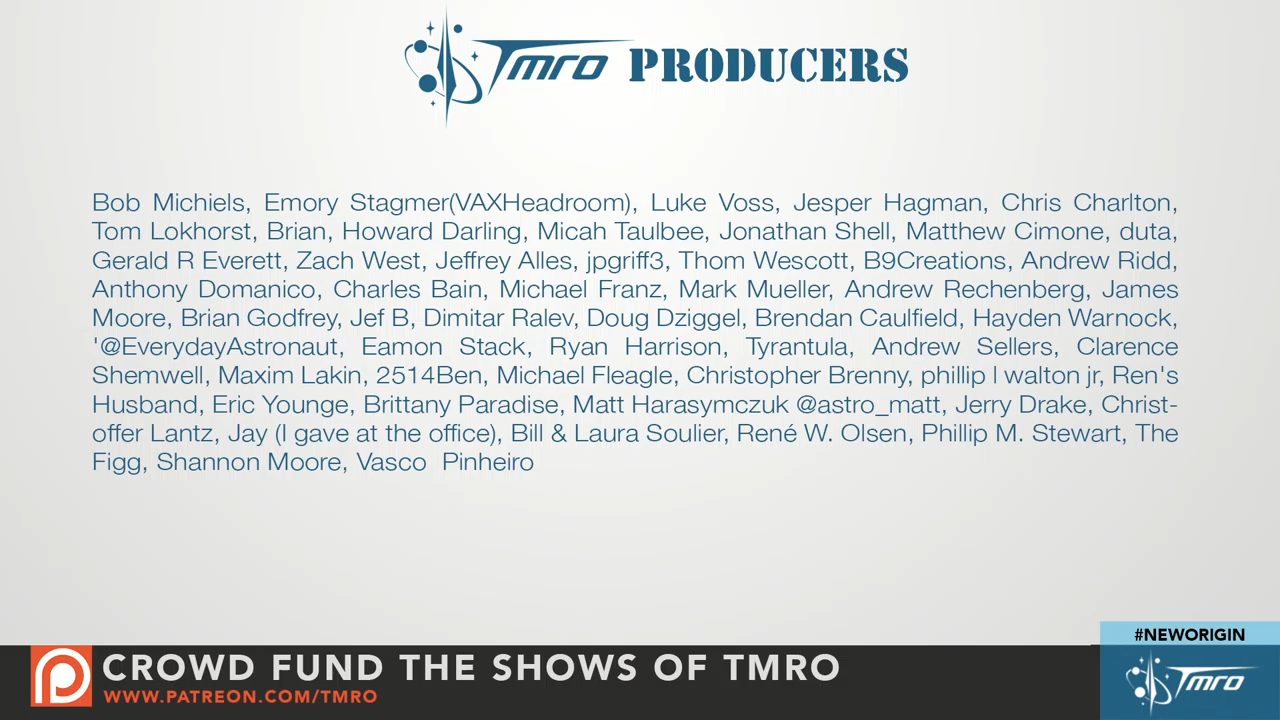 TMRO PRODUCERS
Bob Michiels, Emory Stagmer(VAXHeadroom), Luke Voss, Jesper Hagman, Chris Charlton,
Tom Lokhorst, Brian, Howard Darling, Micah Taulbee, Jonathan Shell, Matthew Cimone, duta,
Gerald R Everett, Zach West, Jeffrey Alles, jpgriff3, Thom Wescott, B9Creations, Andrew Ridd,
Anthony Domanico, Charles Bain, Michael Franz, Mark Mueller, Andrew Rechenberg, James
Moore, Brian Godfrey, Jef B, Dimitar Ralev, Doug Dziggel, Brendan Caulfield, Hayden Warnock,
'@EverydayAstronaut, Eamon Stack, Ryan Harrison, Tyrantula, Andrew Sellers, Clarence
Shemwell, Maxim Lakin, 2514Ben, Michael Fleagle, Christopher Brenny, phillip l walton jr, Ren's
Husband, Eric Younge, Brittany Paradise, Matt Harasymczuk @astro_matt, Jerry Drake, Christ-
offer Lantz, Jay (I gave at the office), Bill & Laura Soulier, René W. Olsen, Phillip M. Stewart, The
Figg, Shannon Moore, Vasco Pinheiro
#NEWORIGIN
CROWD FUND THE SHOWS OF TMRO
WWW.PATREON.COM/TMRO
TMRO